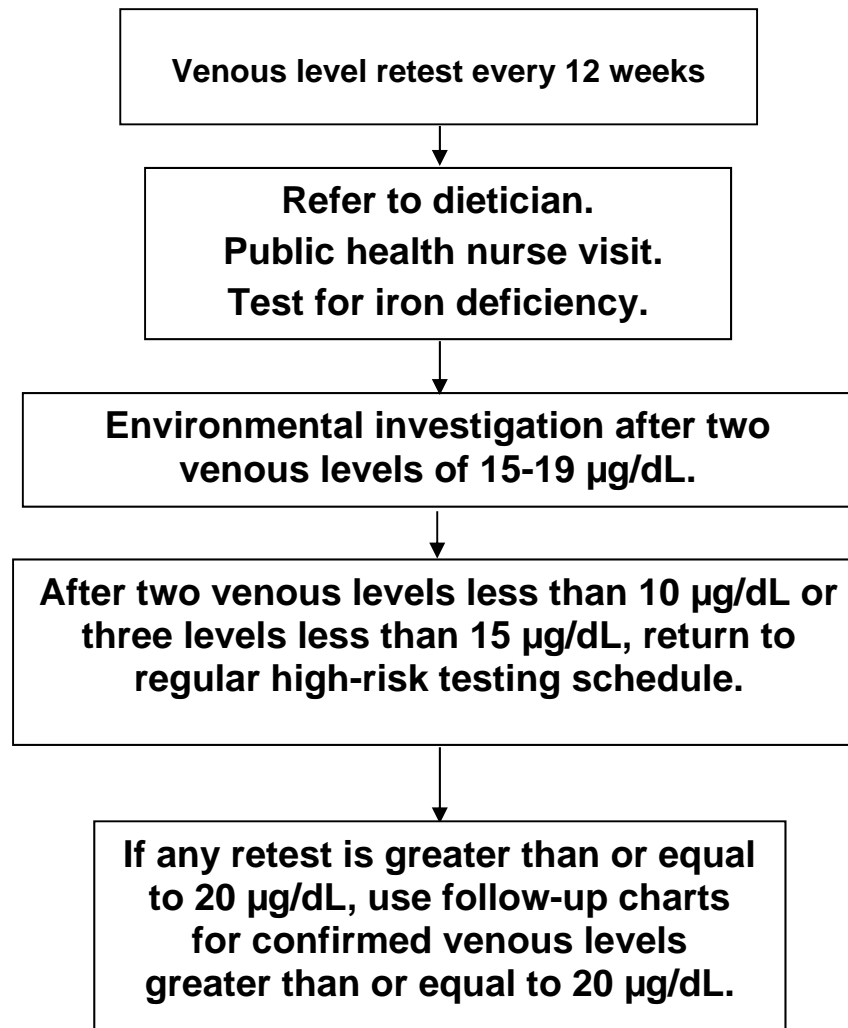 Venous level retest every 12 weeks
Refer to dietician.
Public health nurse visit.
Test for iron deficiency.
Environmental investigation after two
venous levels of 15-19 µg/dL.
After two venous levels less than 10 µg/dL or
three levels less than 15 µg/dL, return to
regular high-risk testing schedule.
If any retest is greater than or equal
to 20 µg/dL, use follow-up charts
for confirmed venous levels
greater than or equal to 20 µg/dL.